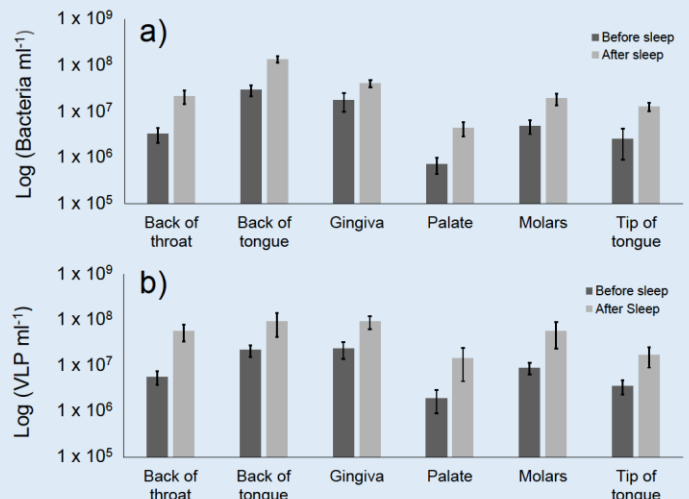 a)
Log (Bacteria ml⁻¹)
1 x 10⁹
1 x 10⁸
1 x 10⁷
1 x 10⁶
1 x 10⁵
Before sleep
After sleep
Back of throat
Back of tongue
Gingiva
Palate
Molars
Tip of tongue
b)
Log (VLP ml⁻¹)
1 x 10⁹
1 x 10⁸
1 x 10⁷
1 x 10⁶
1 x 10⁵
Before sleep
After Sleep
Back of throat
Back of tongue
Gingiva
Palate
Molars
Tip of tongue